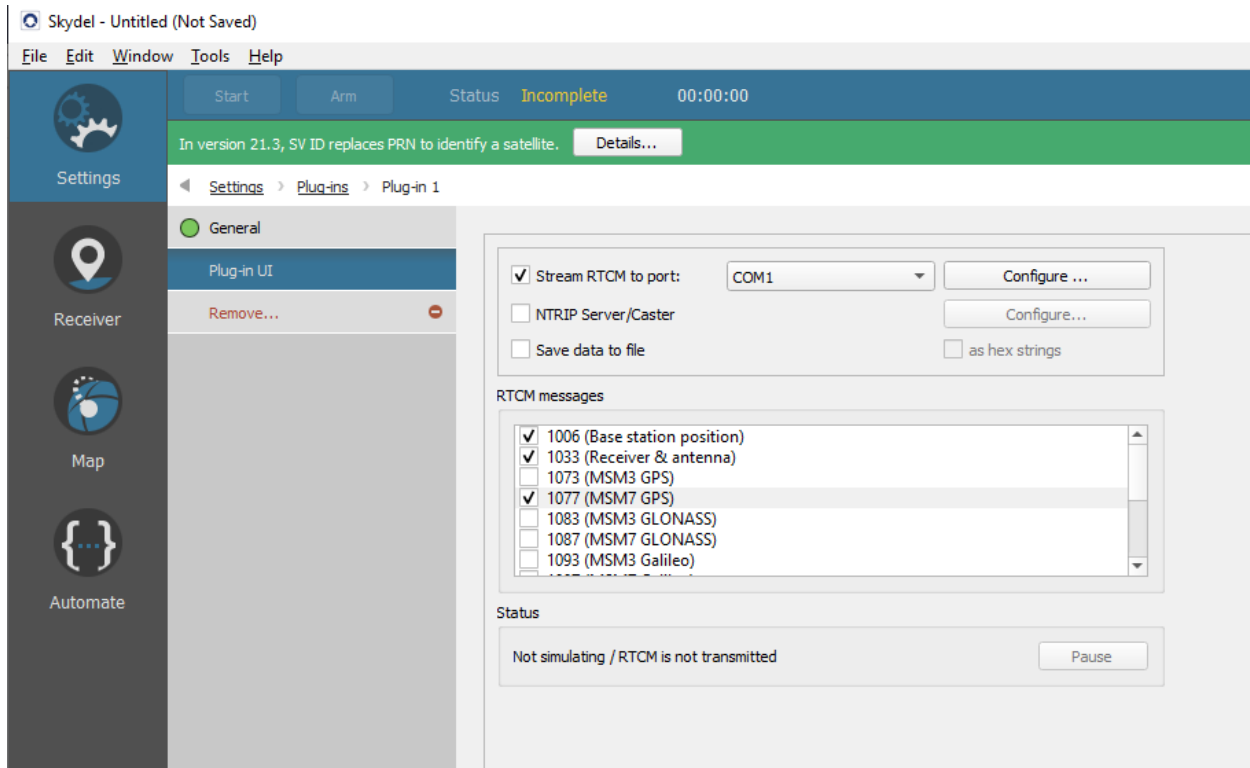 Skydel - Untitled (Not Saved)
File Edit Window Tools Help
Start Arm Status Incomplete 00:00:00
In version 21.3, SV ID replaces PRN to identify a satellite. Details...
Settings
Settings > Plug-ins > Plug-in 1
General
Plug-in UI
Remove...
Receiver
Map
Automate
Stream RTCM to port: COM1 Configure ...
NTRIP Server/Caster Configure...
Save data to file as hex strings
RTCM messages
1006 (Base station position)
1033 (Receiver & antenna)
1073 (MSM3 GPS)
1077 (MSM7 GPS)
1083 (MSM3 GLONASS)
1087 (MSM7 GLONASS)
1093 (MSM3 Galileo)
Status
Not simulating / RTCM is not transmitted Pause